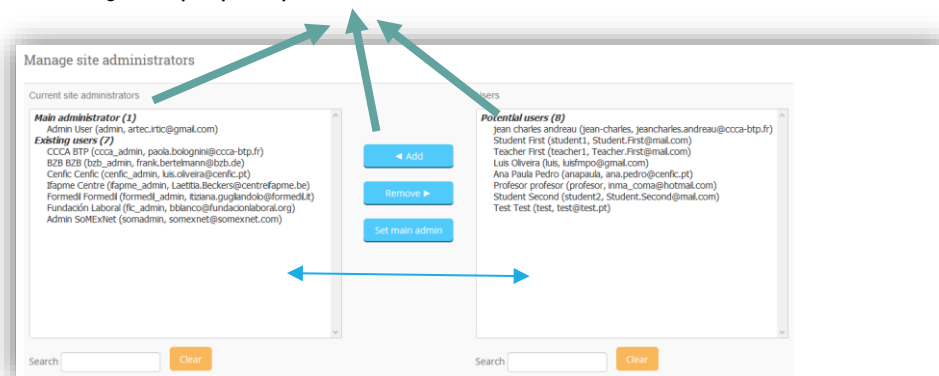 Manage site administrators
Current site administrators
Main administrator (1)
Admin User (admin, artec.irtic@gmail.com)
Existing users (7)
CCCA BTP (ccca_admin, paola.bolognini@ccca-btp.fr)
BZB BZB (bzb_admin, frank.bertelmann@bzb.de)
Cenfic Cenfic (cenfic_admin, luis.oliveira@cenfic.pt)
Ifapme Centre (ifapme_admin, Laetitia.Beckers@centreifapme.be)
Formedil Formedil (formedil_admin, itiziana.gugliandolo@formedil.it)
Fundación Laboral (flc_admin, bblanco@fundacionlaboral.org)
Admin SoMExNet (somadmin, somexnet@somexnet.com)
Search
Clear
◄ Add
Remove ►
Set main admin
Users
Potential users (8)
jean charles andreau (jean-charles, jeancharles.andreau@ccca-btp.fr)
Student First (student1, Student.First@mail.com)
Teacher First (teacher1, Teacher.First@mail.com)
Luis Oliveira (luis, luisfmpo@gmail.com)
Ana Paula Pedro (anapaula, ana.pedro@cenfic.pt)
Profesor profesor (profesor, inma_coma@hotmail.com)
Student Second (student2, Student.Second@mail.com)
Test Test (test, test@test.pt)
Search
Clear